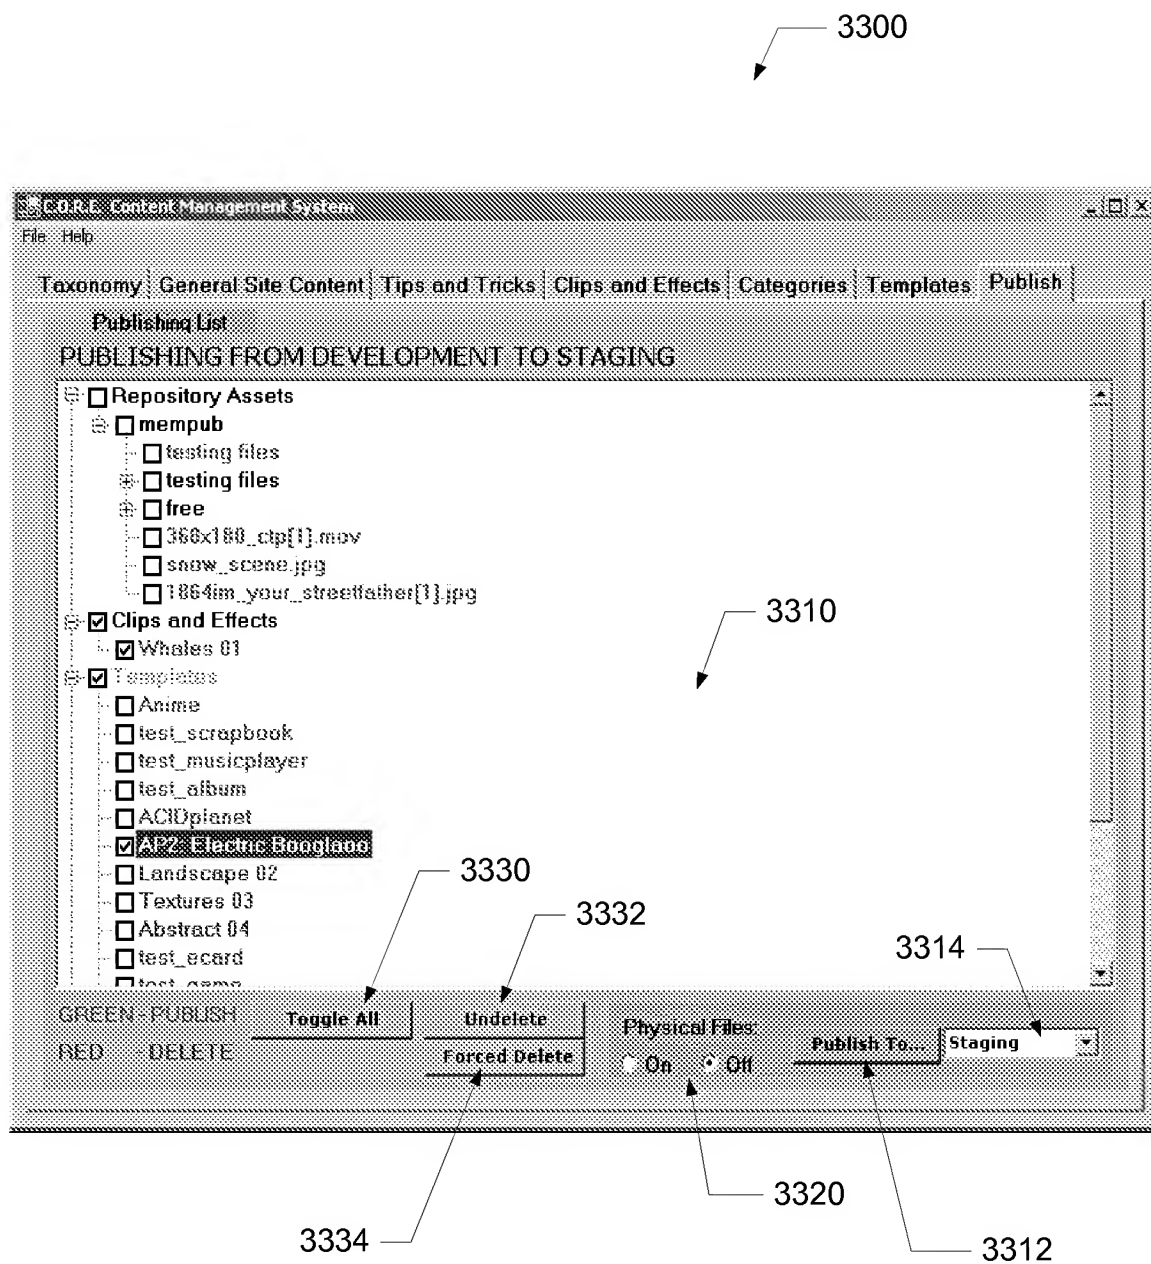 3300
C.O.R.E. Content Management System
File Help
Taxonomy General Site Content Tips and Tricks Clips and Effects Categories Templates Publish
Publishing List
PUBLISHING FROM DEVELOPMENT TO STAGING
Repository Assets
mempub
testing files
testing files
free
360x180_ctp[1].mov
snow_scene.jpg
1864im_your_streetfather[1].jpg
3310
Clips and Effects
Whales 01
Templates
Anime
test_scrapbook
test_musicplayer
test_album
ACIDplanet
AP2: Electric Boogloo
3330
Landscape 02
Textures 03
3332
Abstract 04
3314
test_ecard
test_game
GREEN - PUBLISH Toggle All Undelete Physical Files: Publish To... Staging
RED DELETE Forced Delete On Off
3320
3334
3312